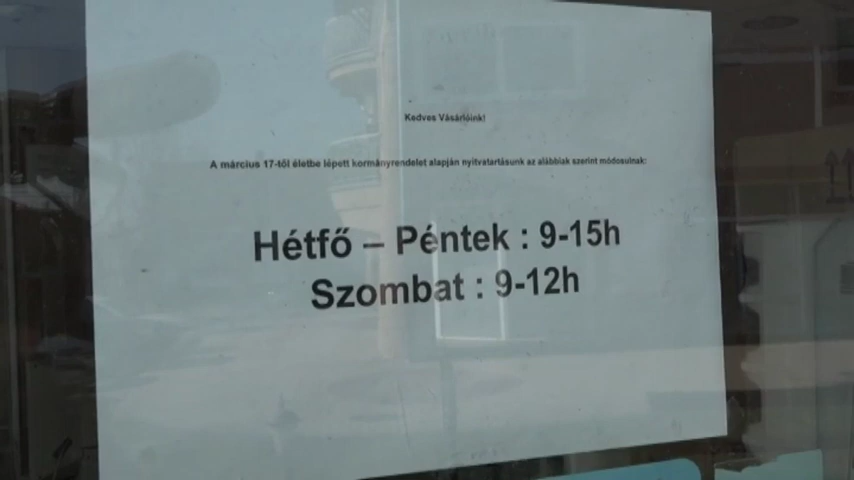 Kedves Vásárlóink!
A március 17-től életbe lépett kormányrendelet alapján nyitvatartásunk az alábbiak szerint módosulnak:
Hétfő – Péntek : 9-15h
Szombat : 9-12h